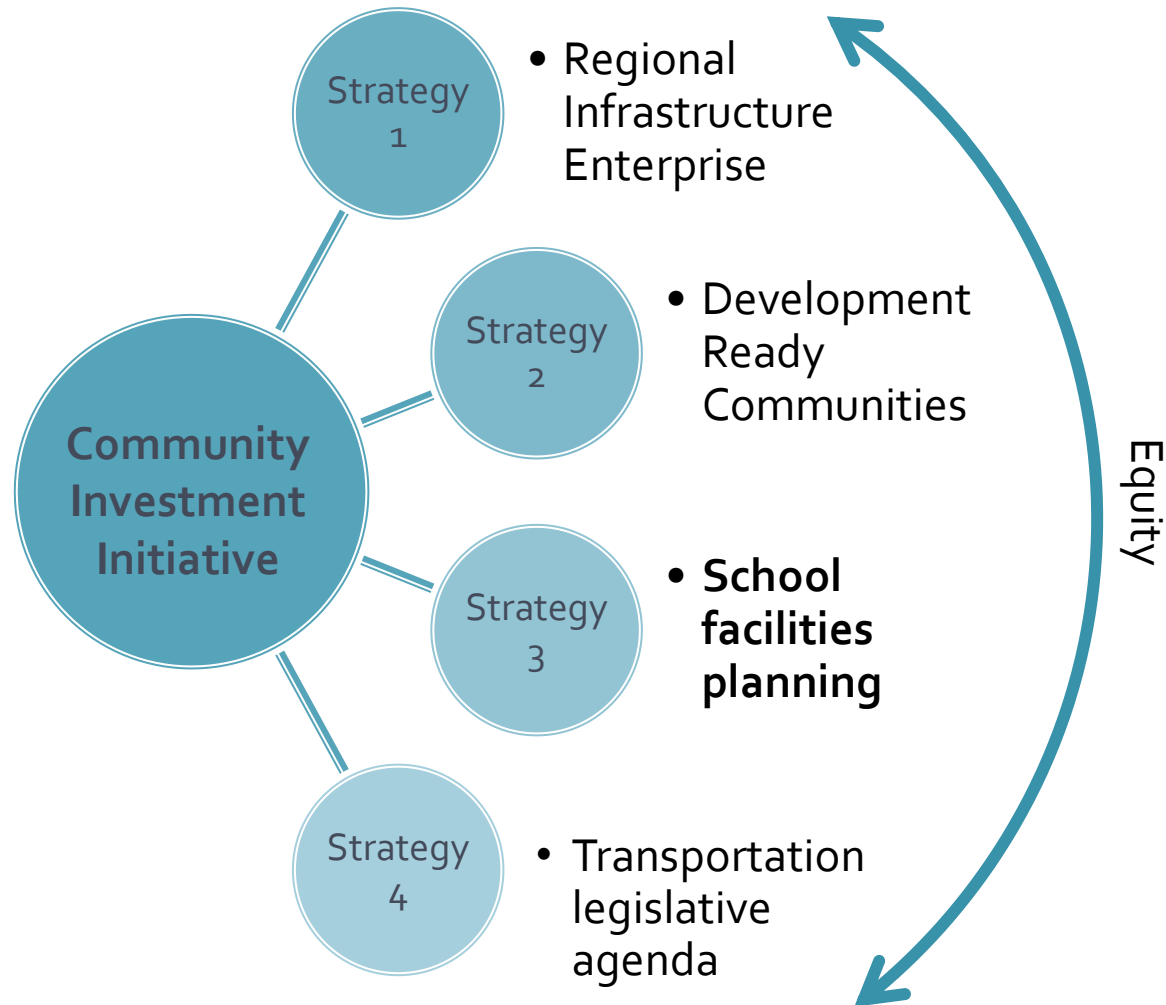 Strategy
1
• Regional
Infrastructure
Enterprise
Strategy
2
• Development
Ready
Communities
Community
Investment
Initiative
Strategy
3
• School
facilities
planning
Strategy
4
• Transportation
legislative
agenda
Equity